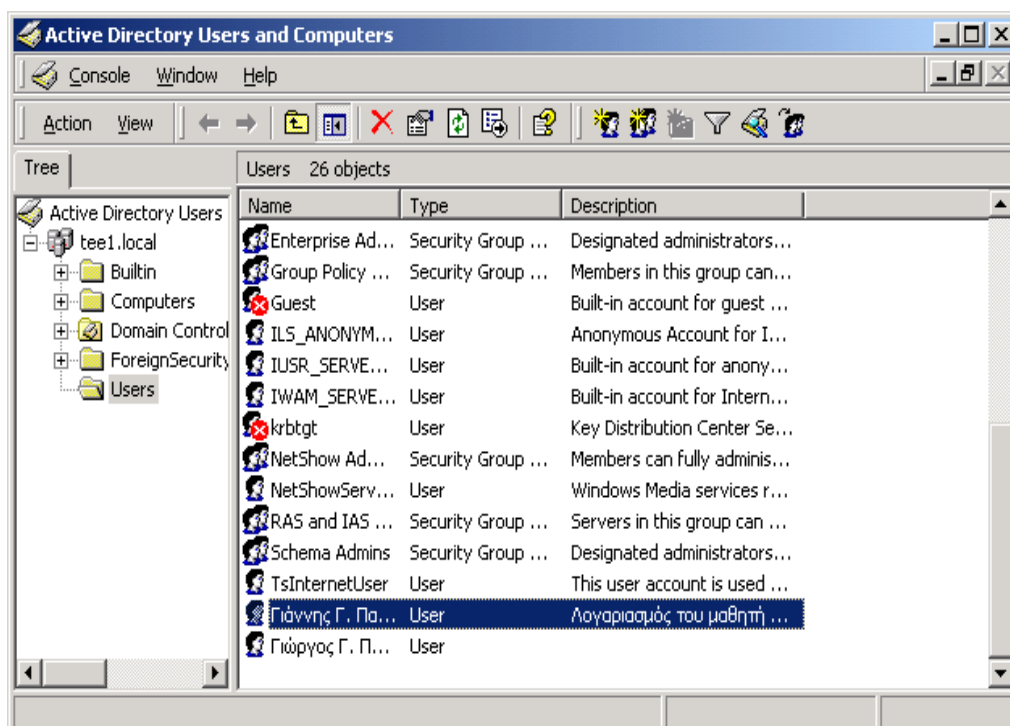 Active Directory Users and Computers
Console Window Help
Action View
Tree
Users 26 objects
Active Directory Users
tee1.local
Builtin
Computers
Domain Control
ForeignSecurity
Users
Name Type Description
Enterprise Ad... Security Group ... Designated administrators...
Group Policy ... Security Group ... Members in this group can...
Guest User Built-in account for guest ...
ILS_ANONYM... User Anonymous Account for I...
IUSR_SERVE... User Built-in account for anony...
IWAM_SERVE... User Built-in account for Intern...
krbtgt User Key Distribution Center Se...
NetShow Ad... Security Group ... Members can fully adminis...
NetShowServ... User Windows Media services r...
RAS and IAS ... Security Group ... Servers in this group can ...
Schema Admins Security Group ... Designated administrators...
TsInternetUser User This user account is used ...
Γιάννης Γ. Πα... User Λογαριασμός του μαθητή ...
Γιώργος Γ. Π... User